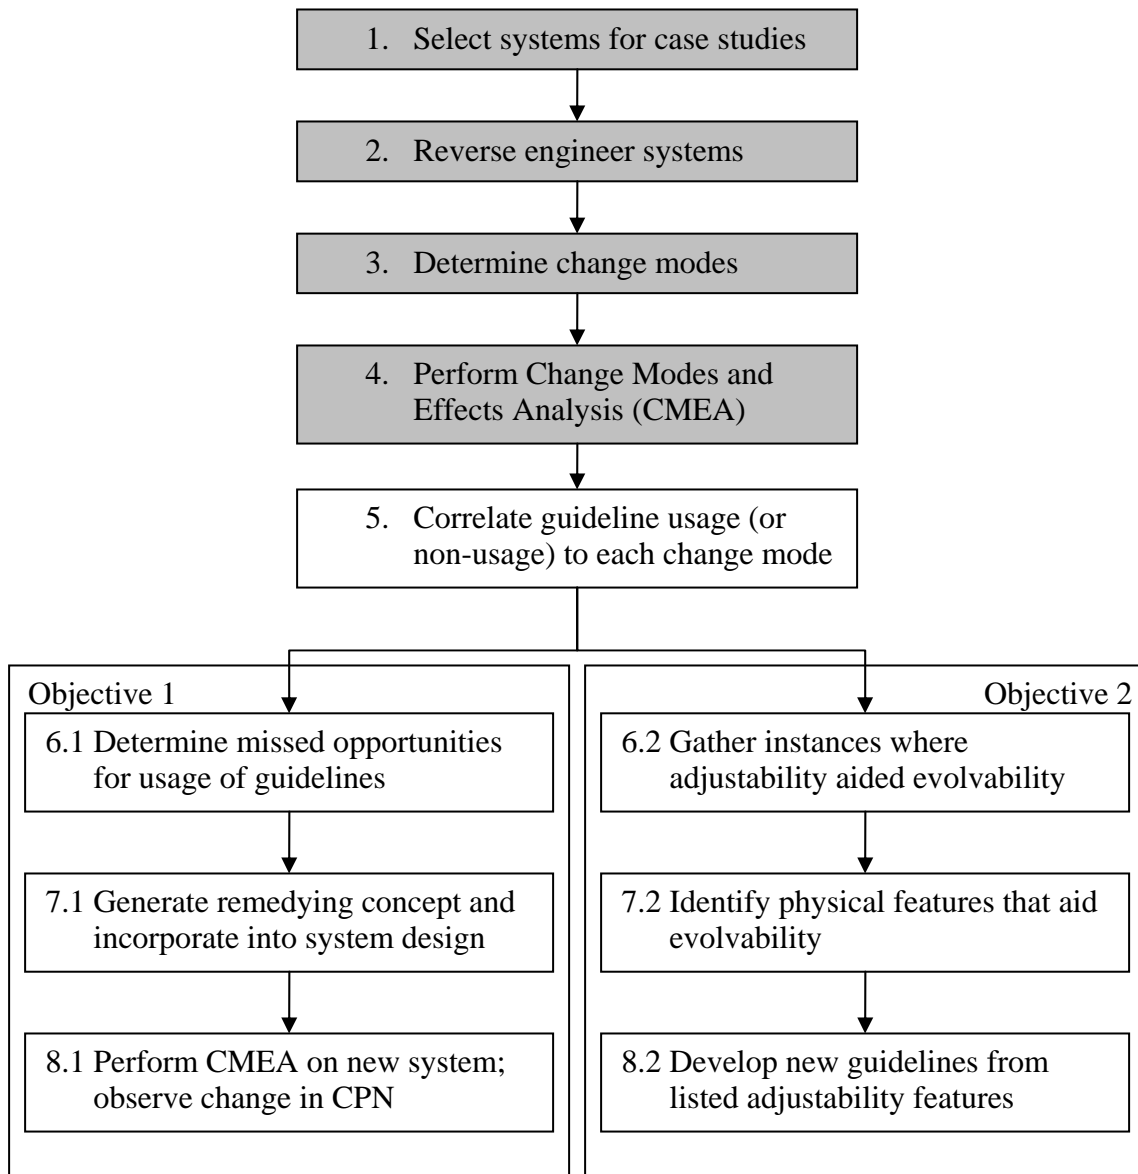 1. Select systems for case studies
2. Reverse engineer systems
3. Determine change modes
4. Perform Change Modes and
Effects Analysis (CMEA)
5. Correlate guideline usage (or
non-usage) to each change mode
Objective 1
6.1 Determine missed opportunities
for usage of guidelines
7.1 Generate remedying concept and
incorporate into system design
8.1 Perform CMEA on new system;
observe change in CPN
Objective 2
6.2 Gather instances where
adjustability aided evolvability
7.2 Identify physical features that aid
evolvability
8.2 Develop new guidelines from
listed adjustability features